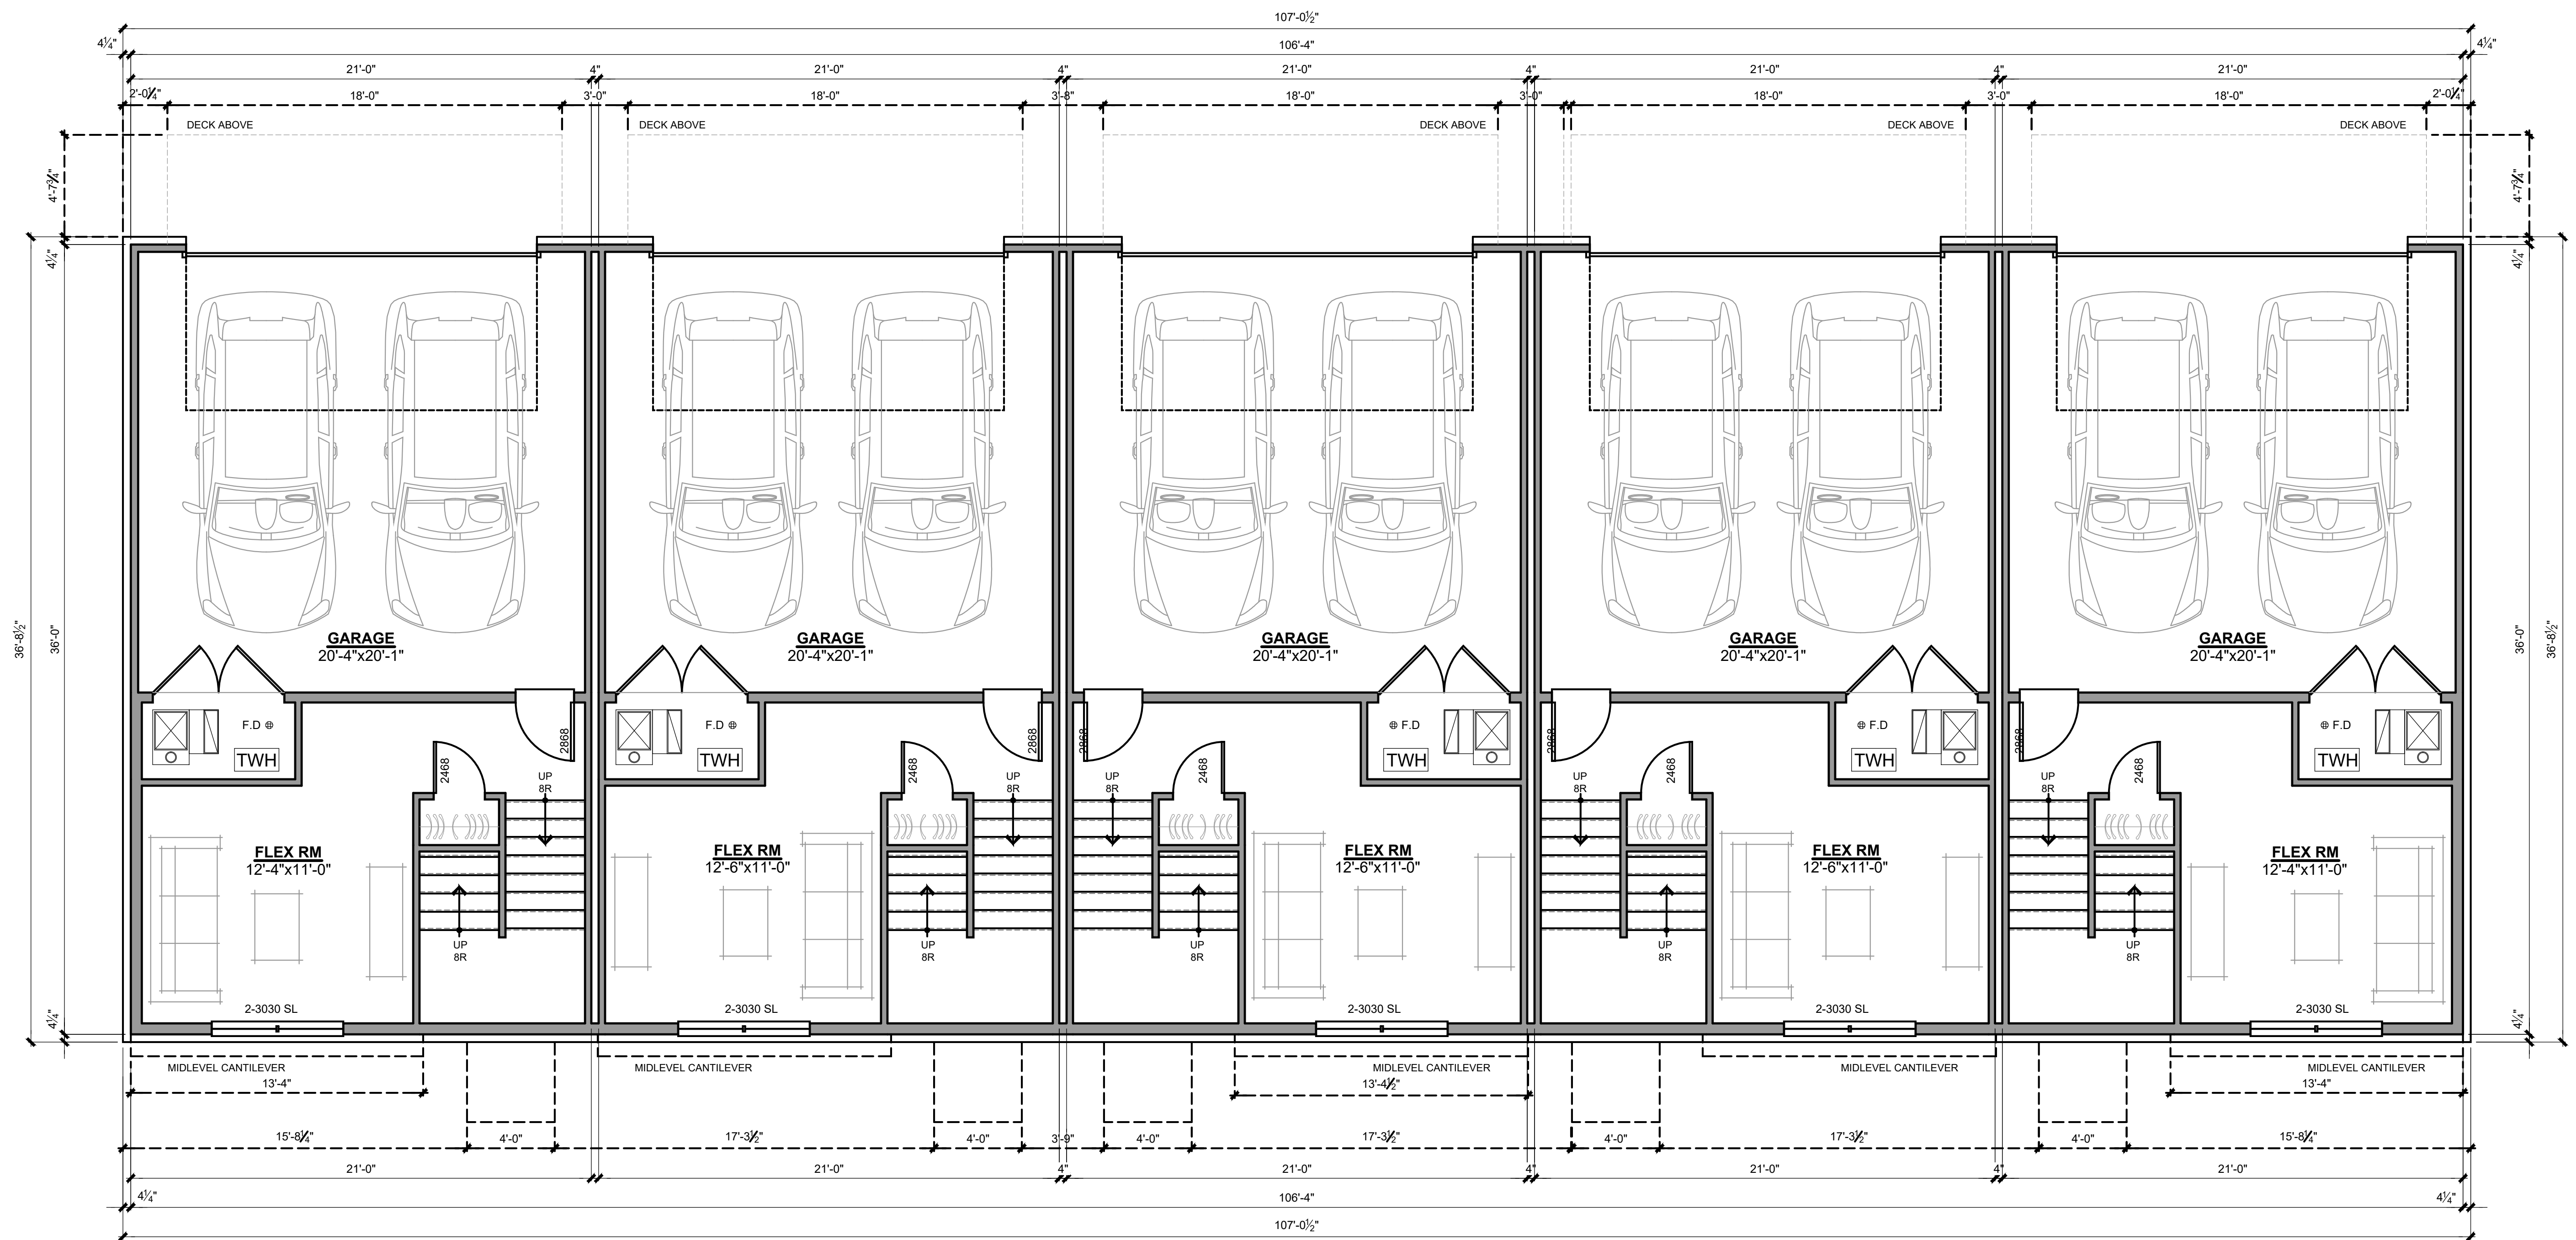 107'-0½"
4¼" 106'-4" 4¼"
21'-0" 4" 21'-0" 4" 21'-0" 4" 21'-0" 4" 21'-0"
2'-0¼" 18'-0" 3'-0" 18'-0" 3'-8" 18'-0" 3'-0" 18'-0" 3'-0" 18'-0" 2'-0¼"
DECK ABOVE DECK ABOVE DECK ABOVE DECK ABOVE DECK ABOVE
4'-7¾" 4'-7¾"
4¼" 4¼"
36'-8½" 36'-0" 36'-0" 36'-8½"
GARAGE GARAGE GARAGE GARAGE GARAGE
20'-4"x20'-1" 20'-4"x20'-1" 20'-4"x20'-1" 20'-4"x20'-1" 20'-4"x20'-1"
F.D F.D F.D F.D F.D
2868 2868 2868 2868 2868
TWH TWH TWH TWH TWH
2468 2468 2468 2468 2468
UP UP UP UP UP
8R 8R 8R 8R 8R
FLEX RM FLEX RM FLEX RM FLEX RM FLEX RM
12'-4"x11'-0" 12'-6"x11'-0" 12'-6"x11'-0" 12'-6"x11'-0" 12'-4"x11'-0"
UP UP UP UP UP
8R 8R 8R 8R 8R
2-3030 SL 2-3030 SL 2-3030 SL 2-3030 SL 2-3030 SL
4¼" 4¼"
MIDLEVEL CANTILEVER MIDLEVEL CANTILEVER MIDLEVEL CANTILEVER MIDLEVEL CANTILEVER MIDLEVEL CANTILEVER
13'-4" 13'-4½" 13'-4"
15'-8¼" 4'-0" 17'-3½" 4'-0" 3'-9" 4'-0" 17'-3½" 4'-0" 17'-3½" 4'-0" 15'-8¼"
21'-0" 4" 21'-0" 4" 21'-0" 4" 21'-0" 4" 21'-0"
4¼" 106'-4" 4¼"
107'-0½"